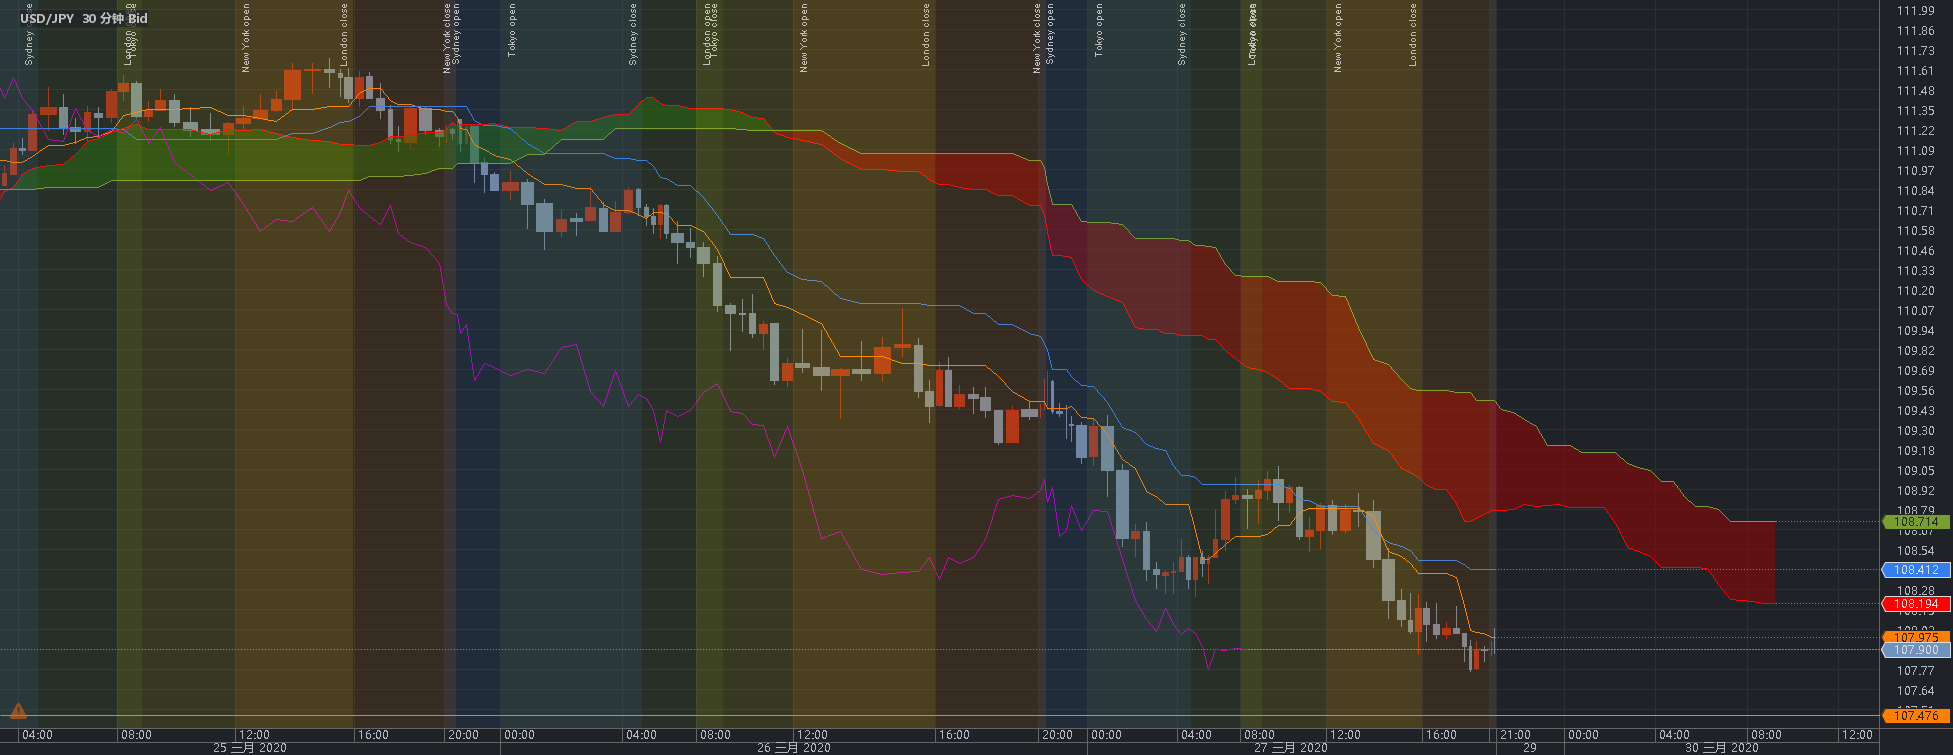 USD/JPY 30 分钟 Bid
Sydney close
London open
Tokyo close
New York open
London close
New York close
Sydney open
Tokyo open
Sydney close
London open
Tokyo close
New York open
London close
New York close
Sydney open
Tokyo open
Sydney close
London open
Tokyo close
New York open
London close
111.99
111.86
111.73
111.61
111.48
111.35
111.22
111.09
110.97
110.84
110.71
110.58
110.46
110.33
110.20
110.07
109.94
109.82
109.69
109.56
109.43
109.30
109.18
109.05
108.92
108.79
108.714
108.67
108.54
108.412
108.28
108.194
107.975
107.900
107.77
107.64
107.51
107.476
04:00 08:00 12:00 16:00 20:00 00:00 04:00 08:00 12:00 16:00 20:00 00:00 04:00 08:00 12:00 16:00 21:00 00:00 04:00 08:00 12:00
25 三月 2020 26 三月 2020 27 三月 2020 29 30 三月 2020